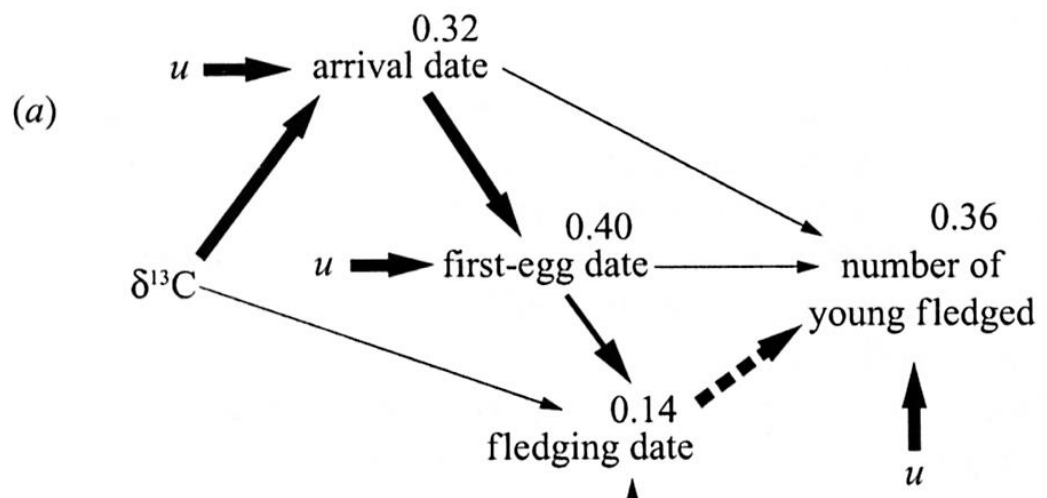 0.32
u
arrival date
(a)
0.36
0.40
u
first-egg date
number of
δ¹³C
young fledged
0.14
fledging date
u